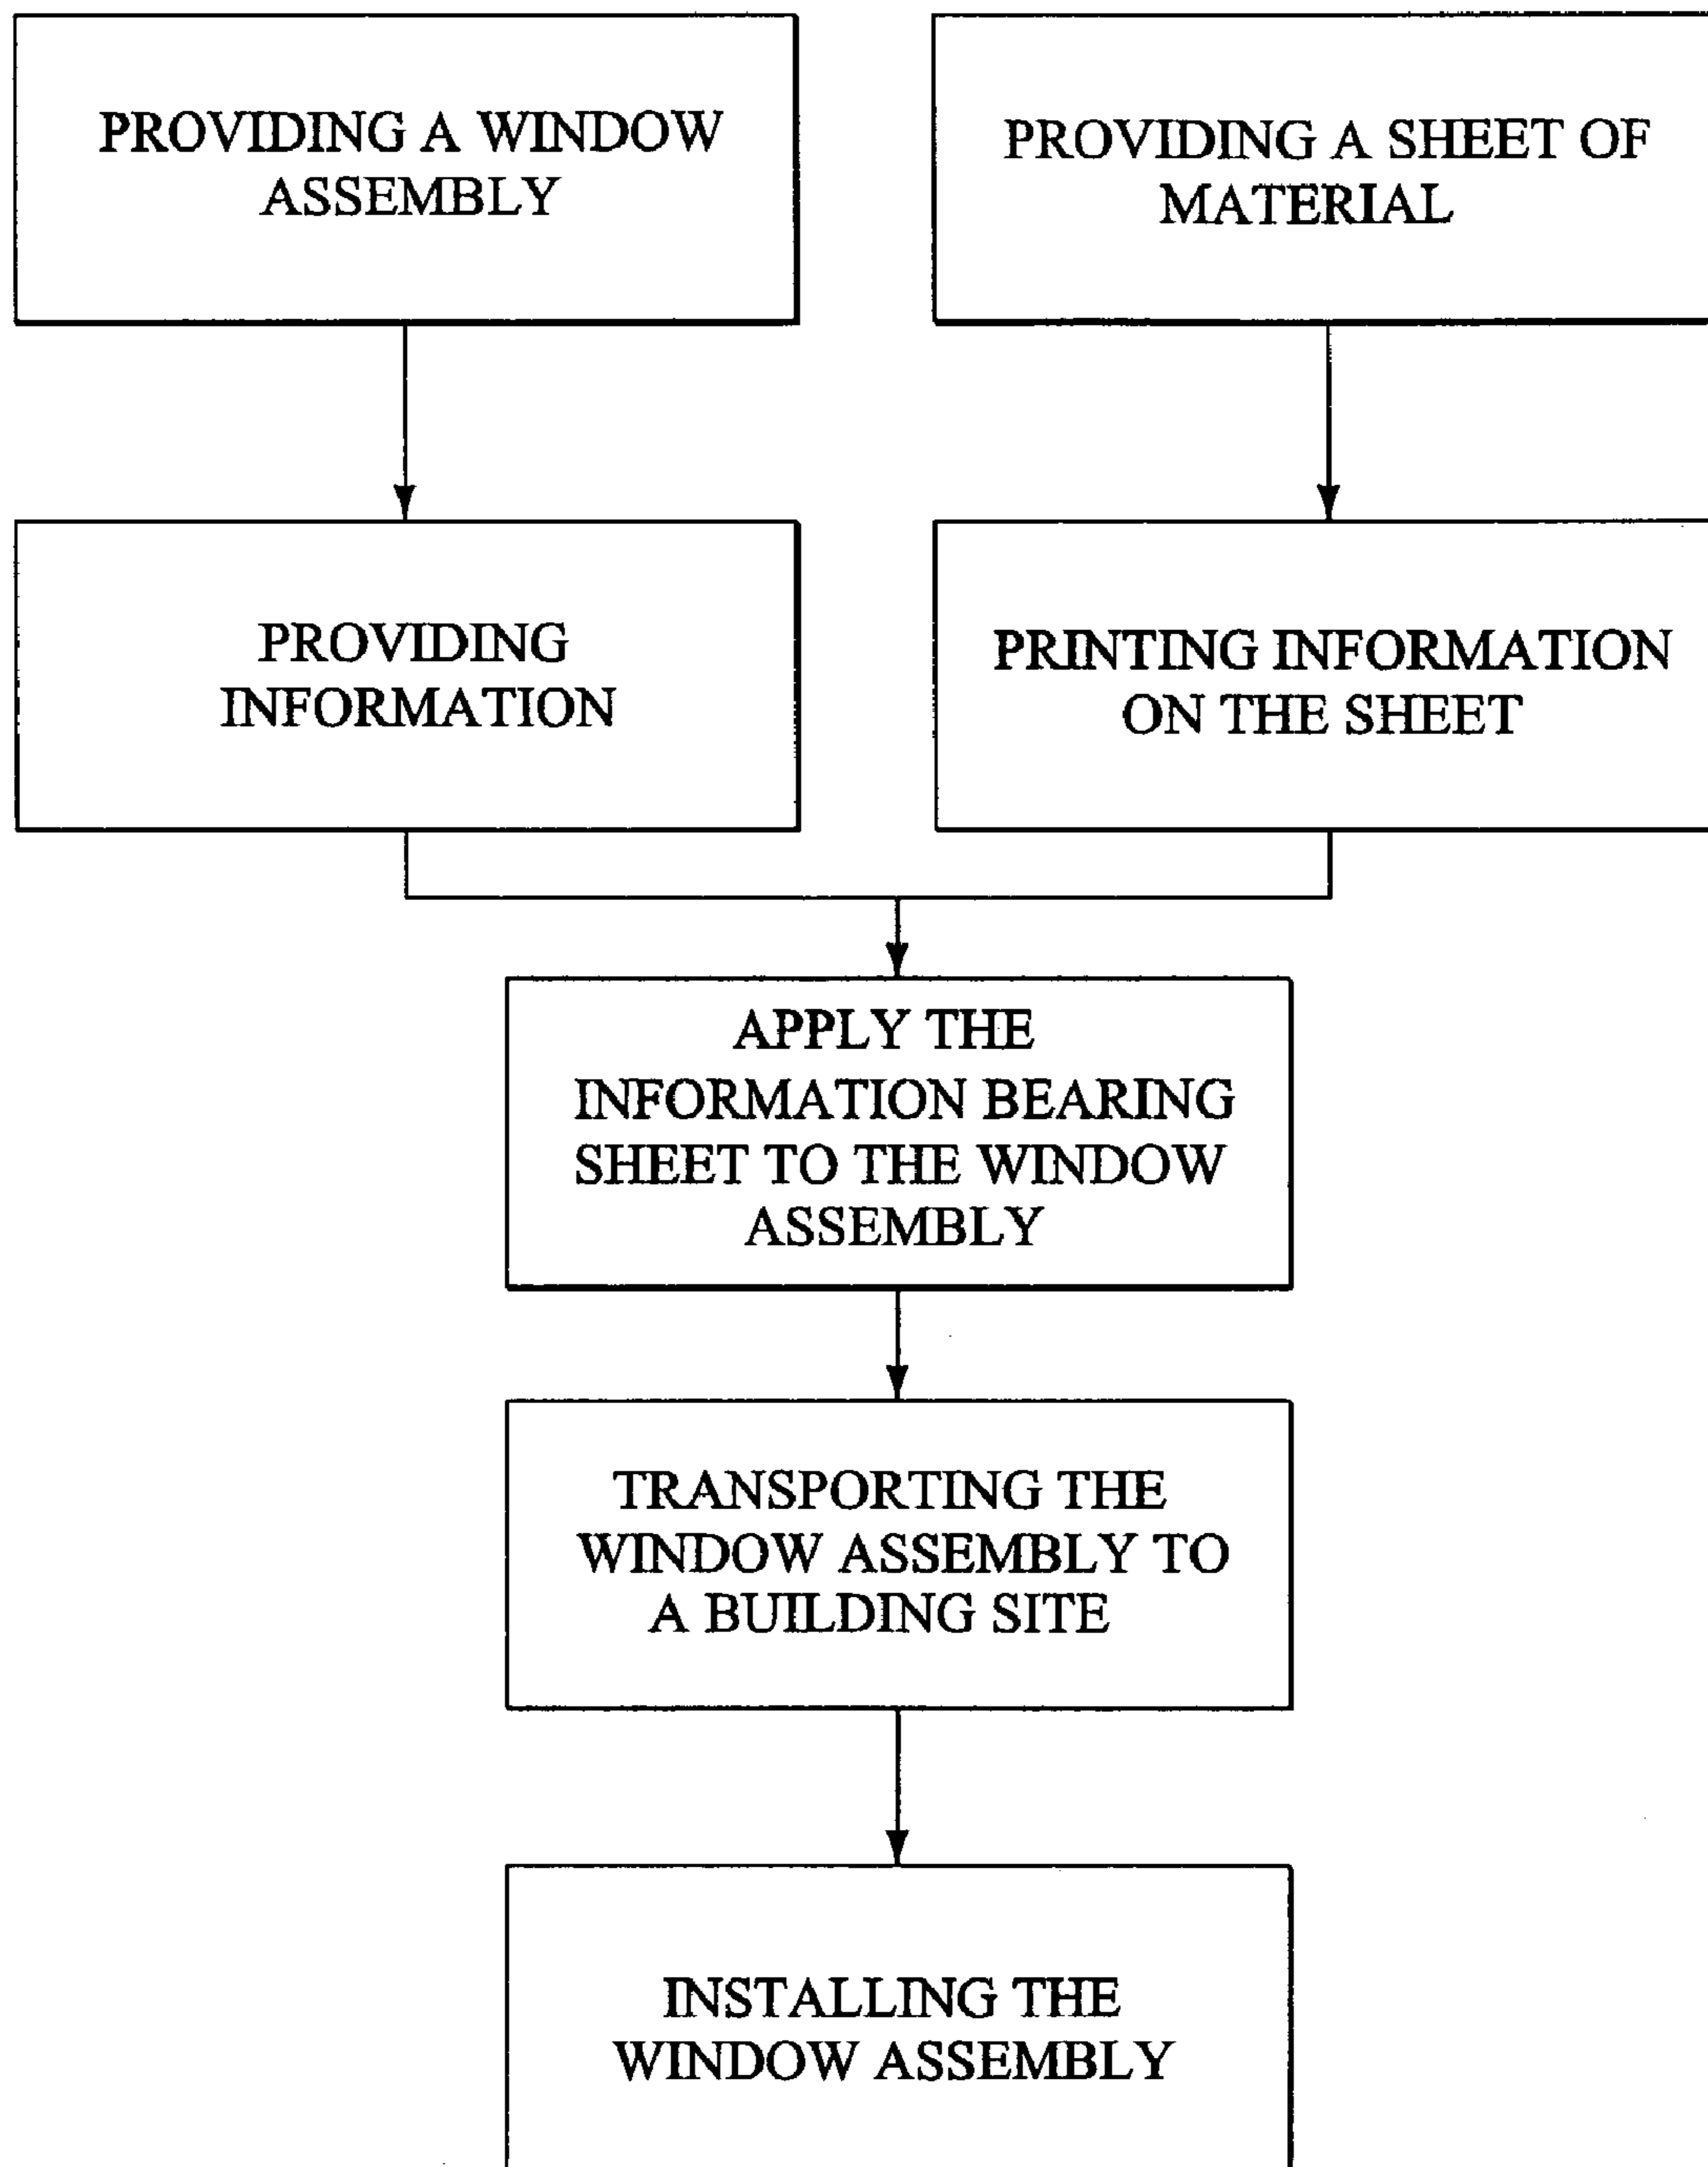 PROVIDING A WINDOW
ASSEMBLY
PROVIDING A SHEET OF
MATERIAL
PROVIDING
INFORMATION
PRINTING INFORMATION
ON THE SHEET
APPLY THE
INFORMATION BEARING
SHEET TO THE WINDOW
ASSEMBLY
TRANSPORTING THE
WINDOW ASSEMBLY TO
A BUILDING SITE
INSTALLING THE
WINDOW ASSEMBLY